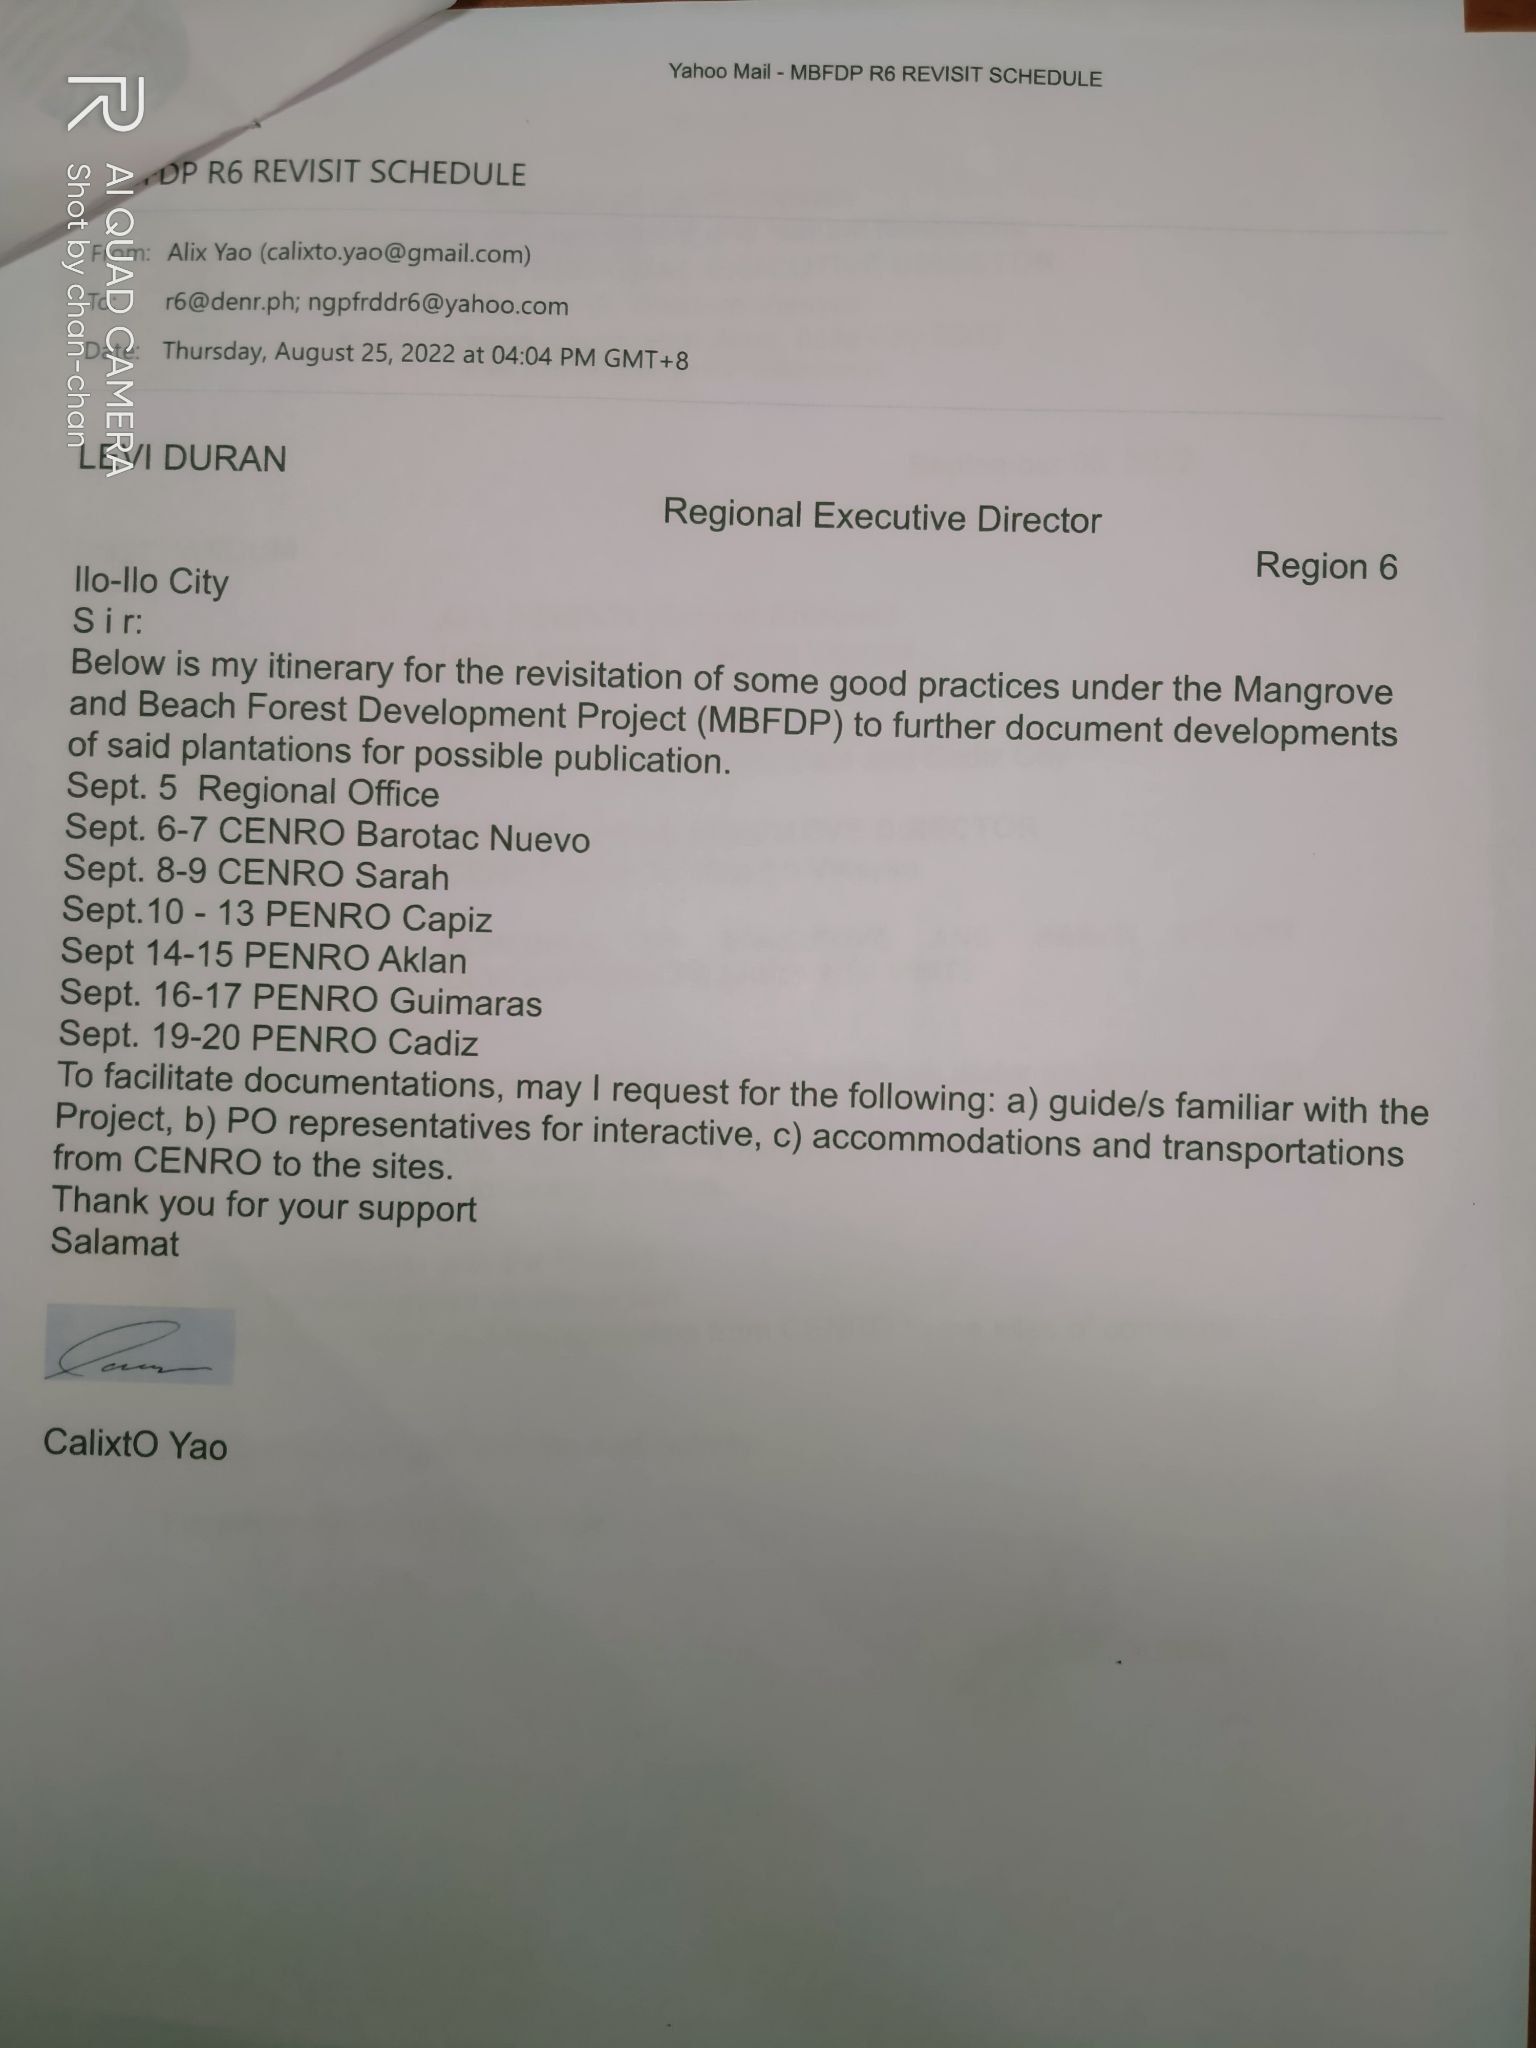 Yahoo Mail - MBFDP R6 REVISIT SCHEDULE
FDP R6 REVISIT SCHEDULE
From: Alix Yao (calixto.yao@gmail.com)
To: r6@denr.ph; ngpfrddr6@yahoo.com
Date: Thursday, August 25, 2022 at 04:04 PM GMT+8
LEVI DURAN
Regional Executive Director
Region 6
Ilo-Ilo City
S i r:
Below is my itinerary for the revisitation of some good practices under the Mangrove
and Beach Forest Development Project (MBFDP) to further document developments
of said plantations for possible publication.
Sept. 5  Regional Office
Sept. 6-7 CENRO Barotac Nuevo
Sept. 8-9 CENRO Sarah
Sept.10 - 13 PENRO Capiz
Sept 14-15 PENRO Aklan
Sept. 16-17 PENRO Guimaras
Sept. 19-20 PENRO Cadiz
To facilitate documentations, may I request for the following: a) guide/s familiar with the
Project, b) PO representatives for interactive, c) accommodations and transportations
from CENRO to the sites.
Thank you for your support
Salamat
CalixtO Yao
R
AI QUAD CAMERA
Shot by chan-chan